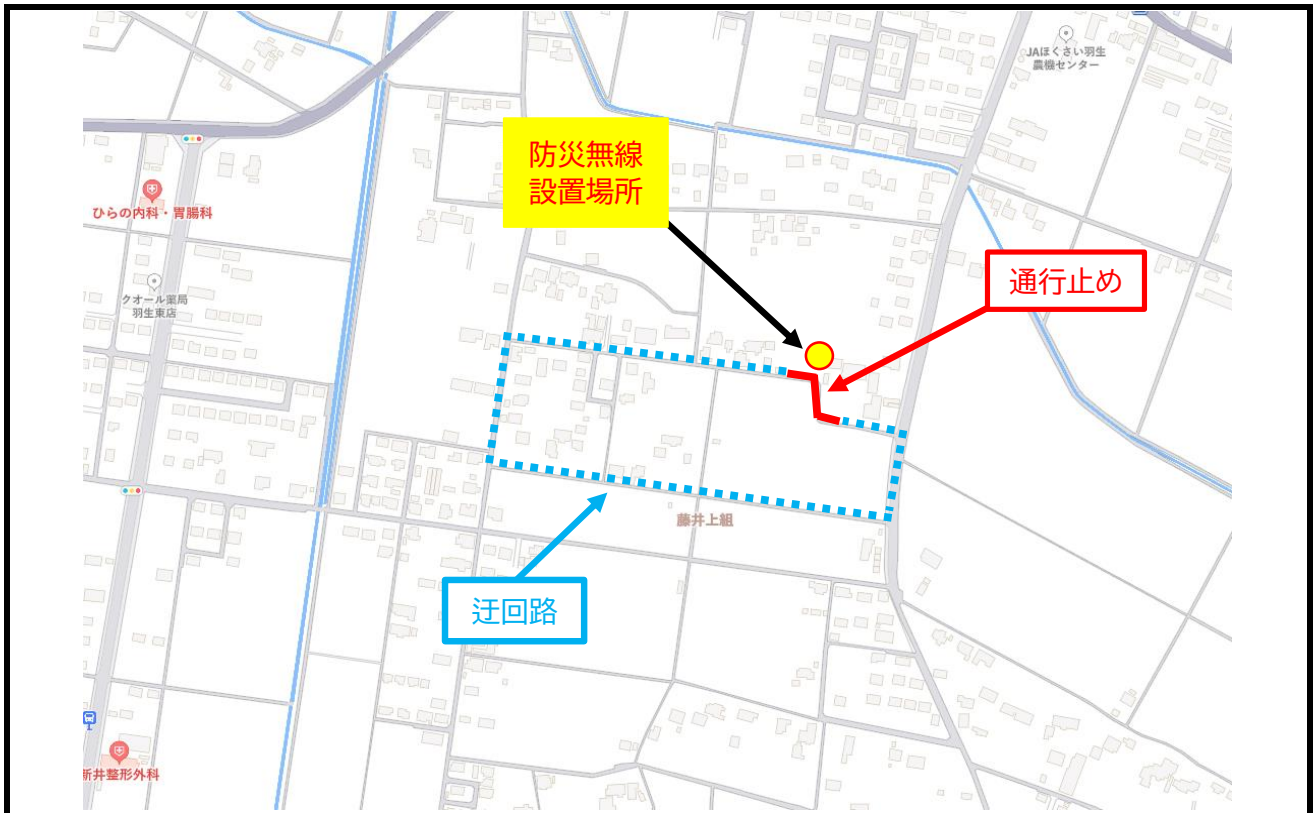 JAほくさい羽生
農機センター
防災無線
設置場所
ひらの内科・胃腸科
通行止め
クオール薬局
羽生東店
藤井上組
迂回路
新井整形外科